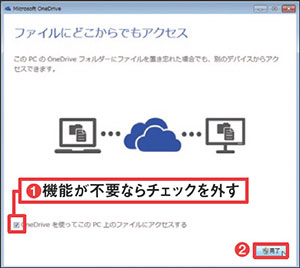 Microsoft OneDrive
ファイルにどこからでもアクセス
この PC の OneDrive フォルダーにファイルを置き忘れた場合でも、別のデバイスからアク
セスできます。
❶機能が不要ならチェックを外す
OneDrive を使ってこの PC 上のファイルにアクセスする
❷
完了